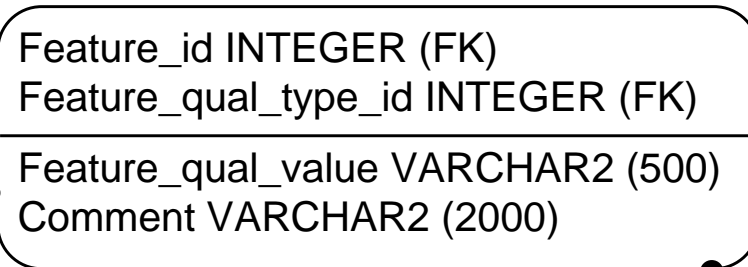 Feature_id INTEGER (FK)
Feature_qual_type_id INTEGER (FK)
Feature_qual_value VARCHAR2 (500)
Comment VARCHAR2 (2000)